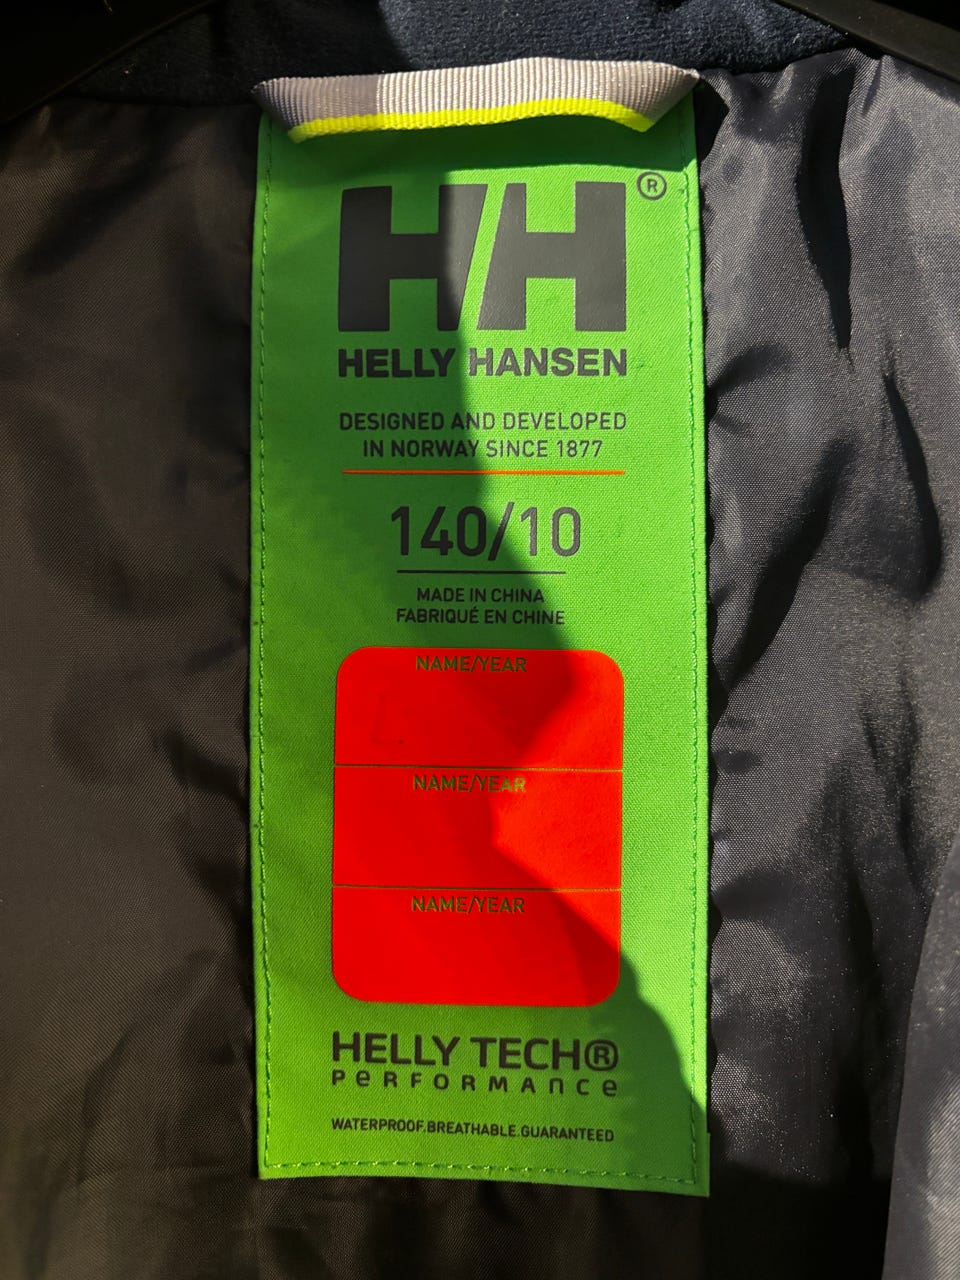 HH®
HELLY HANSEN
DESIGNED AND DEVELOPED
IN NORWAY SINCE 1877
140/10
MADE IN CHINA
FABRIQUÉ EN CHINE
NAME/YEAR
NAME/YEAR
NAME/YEAR
HELLY TECH®
PeRFORMANce
WATERPROOF.BREATHABLE.GUARANTEED